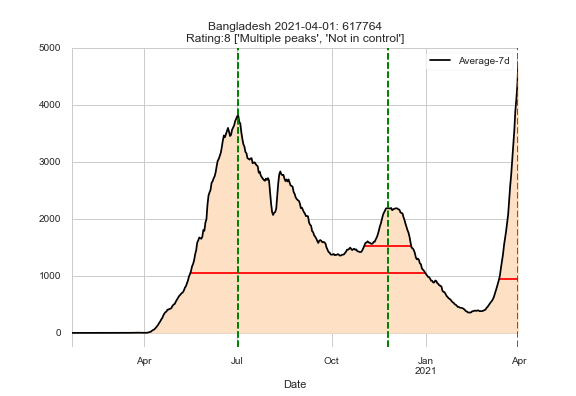 Bangladesh 2021-04-01: 617764
Rating:8 ['Multiple peaks', 'Not in control']
Average-7d
5000
4000
3000
2000
1000
0
Apr
Jul
Oct
Jan
2021
Apr
Date